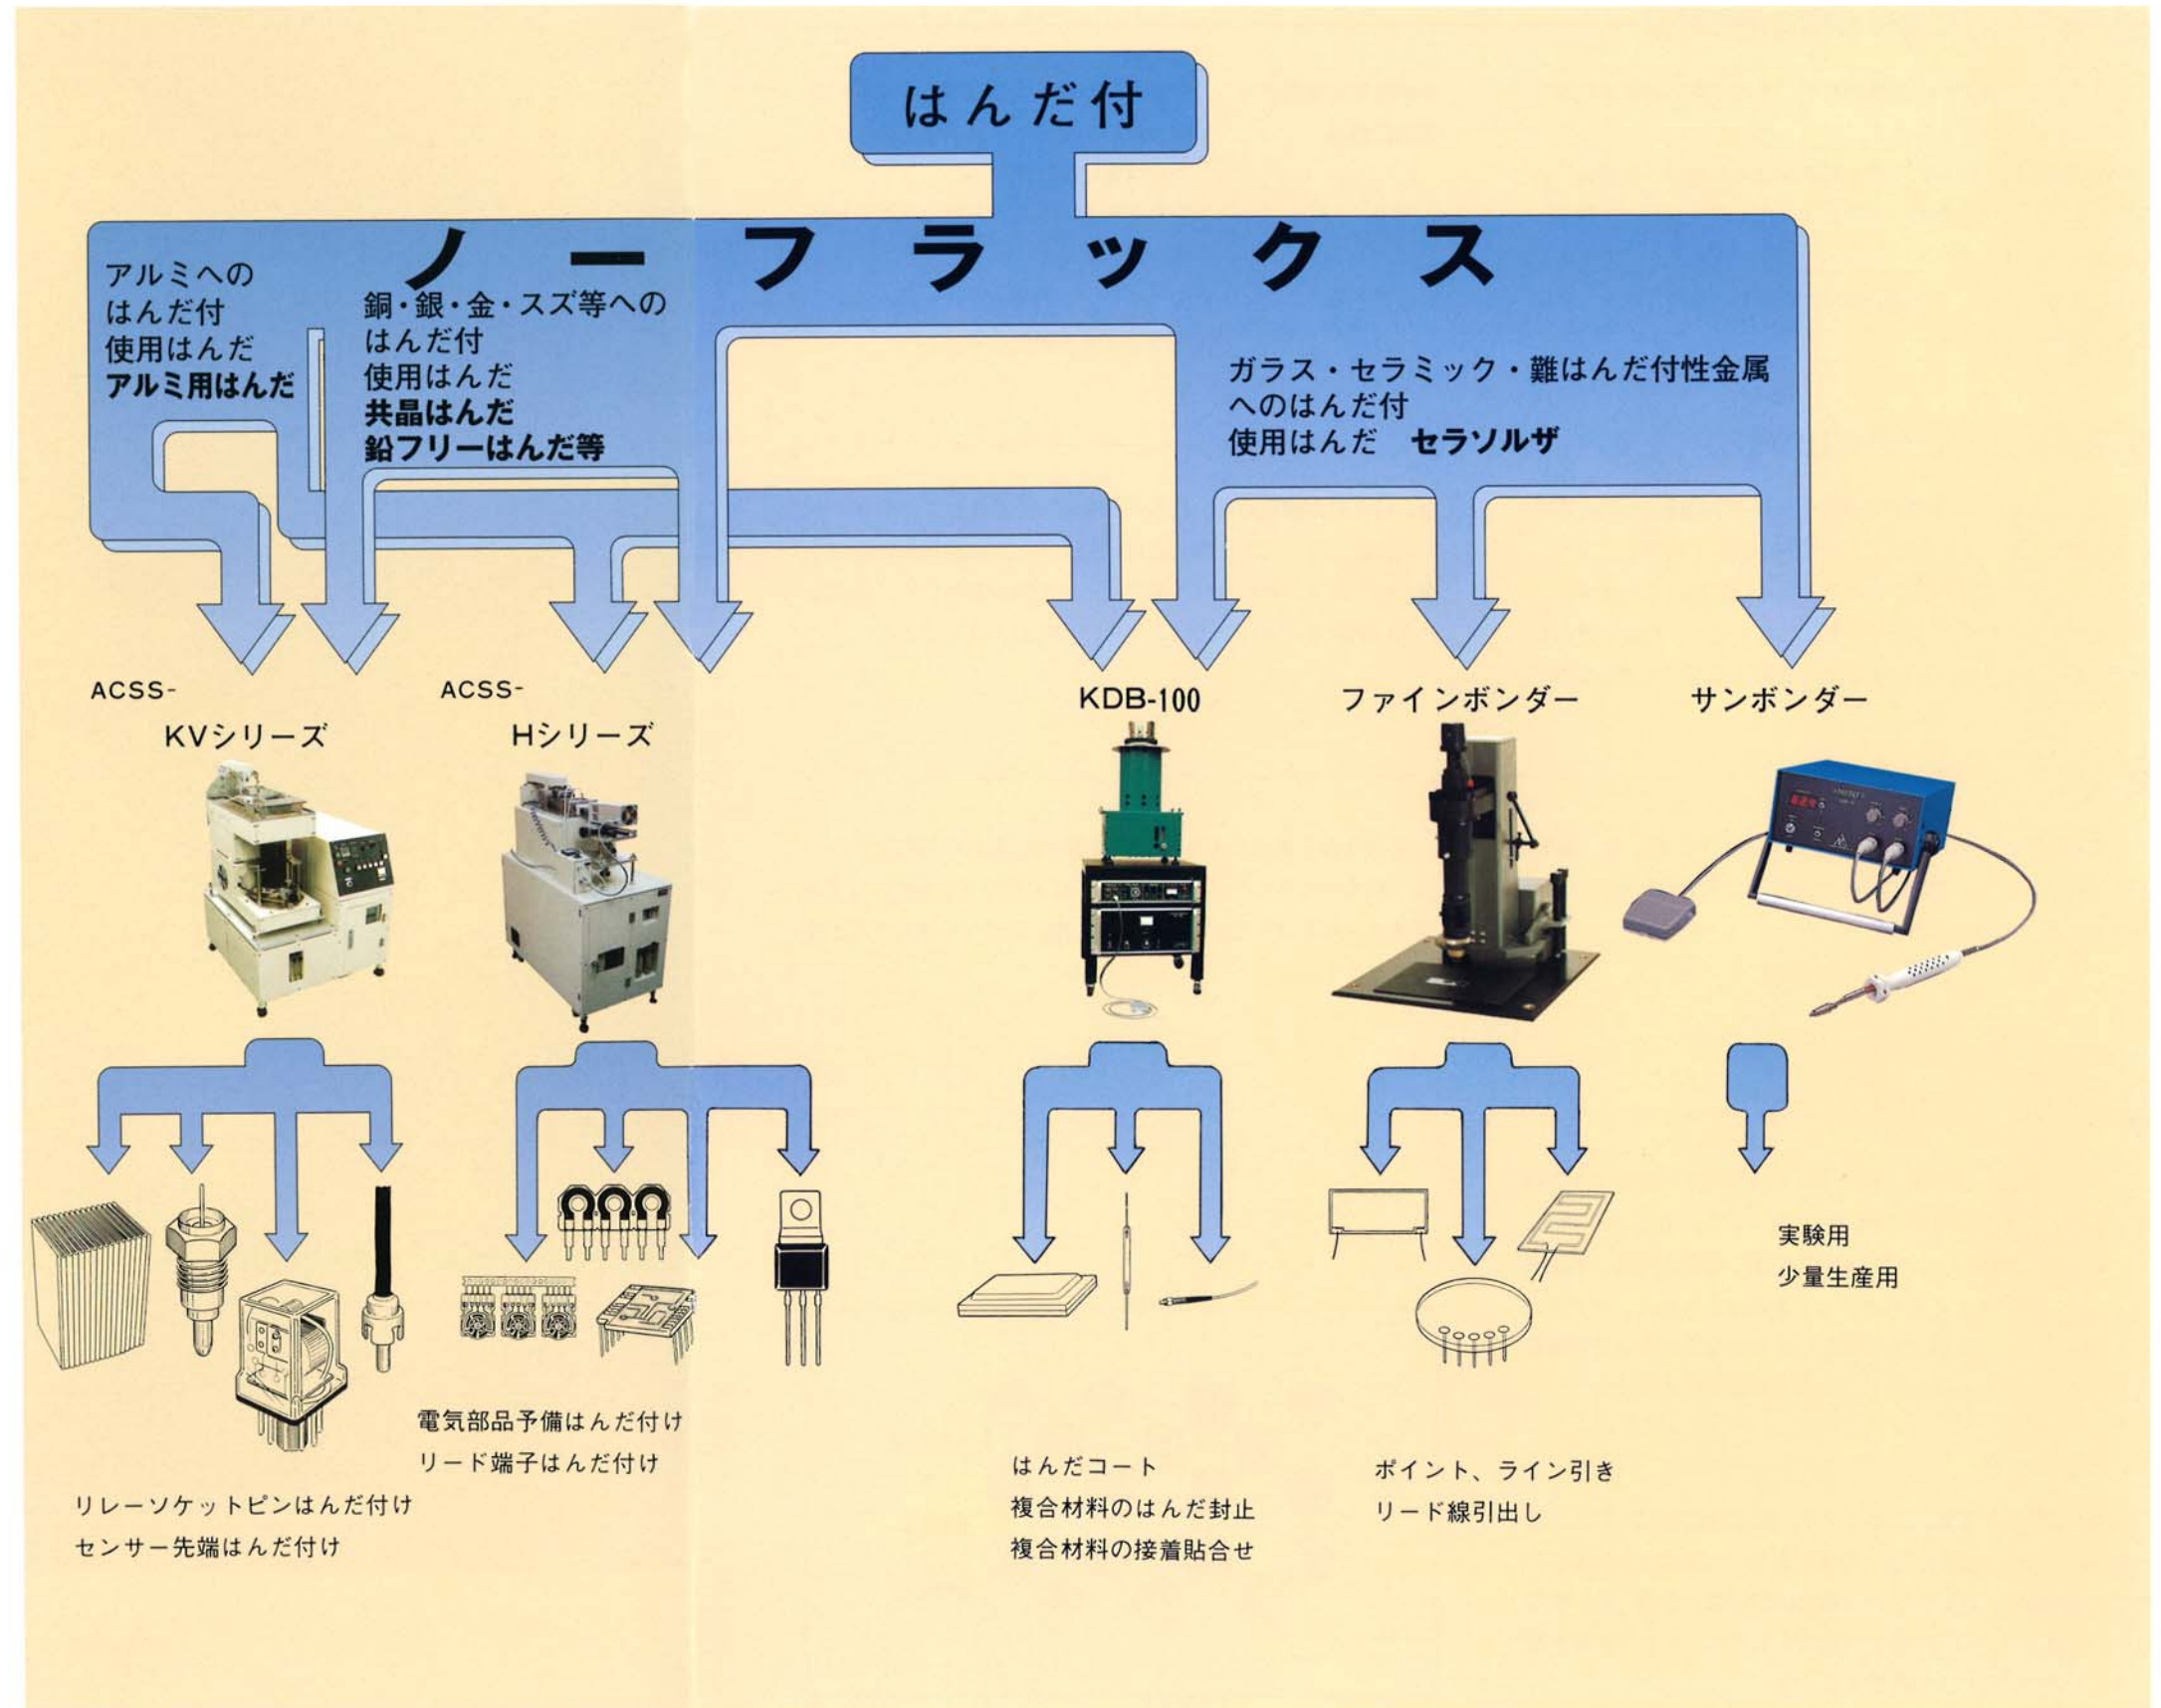 はんだ付
ノーフラックス
アルミへの
はんだ付
使用はんだ
アルミ用はんだ
銅・銀・金・スズ等への
はんだ付
使用はんだ
共晶はんだ
鉛フリーはんだ等
ガラス・セラミック・難はんだ付性金属
へのはんだ付
使用はんだ セラソルザ
ACSS-
KVシリーズ
ACSS-
Hシリーズ
KDB-100
ファインボンダー
サンボンダー
実験用
少量生産用
電気部品予備はんだ付け
リード端子はんだ付け
リレーソケットピンはんだ付け
センサー先端はんだ付け
はんだコート
複合材料のはんだ封止
複合材料の接着貼合せ
ポイント、ライン引き
リード線引出し